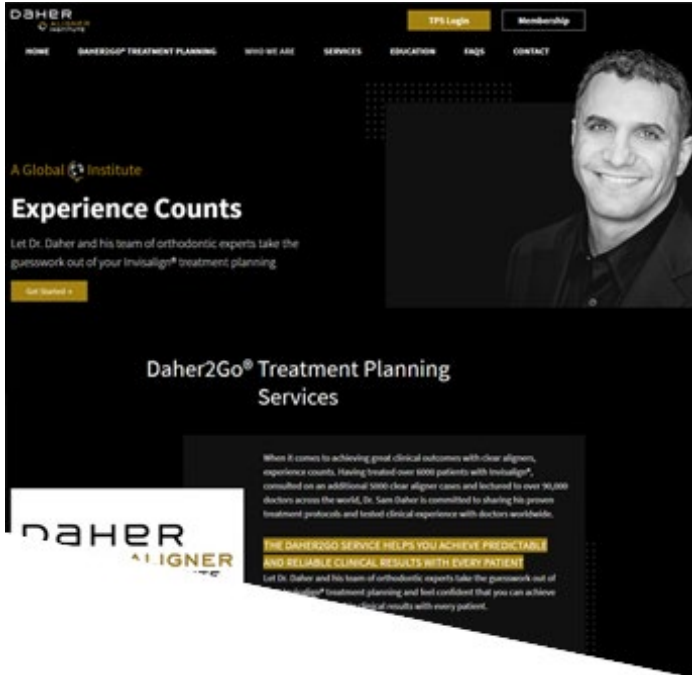 DAHER
ALIGNER
INSTITUTE
TPS Login
Membership
HOME DAHER2GO® TREATMENT PLANNING WHO WE ARE SERVICES EDUCATION FAQS CONTACT
A Global Institute
Experience Counts
Let Dr. Daher and his team of orthodontic experts take the
guesswork out of your Invisalign® treatment planning
Get Started »
Daher2Go® Treatment Planning
Services
When it comes to achieving great clinical outcomes with clear aligners,
experience counts. Having treated over 6000 patients with Invisalign®,
consulted on an additional 5000 clear aligner cases and lectured to over 90,000
doctors across the world, Dr. Sam Daher is committed to sharing his proven
treatment protocols and tested clinical experience with doctors worldwide.
DAHER
ALIGNER
THE DAHER2GO SERVICE HELPS YOU ACHIEVE PREDICTABLE
AND RELIABLE CLINICAL RESULTS WITH EVERY PATIENT
Let Dr. Daher and his team of orthodontic experts take the guesswork out of
treatment planning and feel confident that you can achieve
clinical results with every patient.